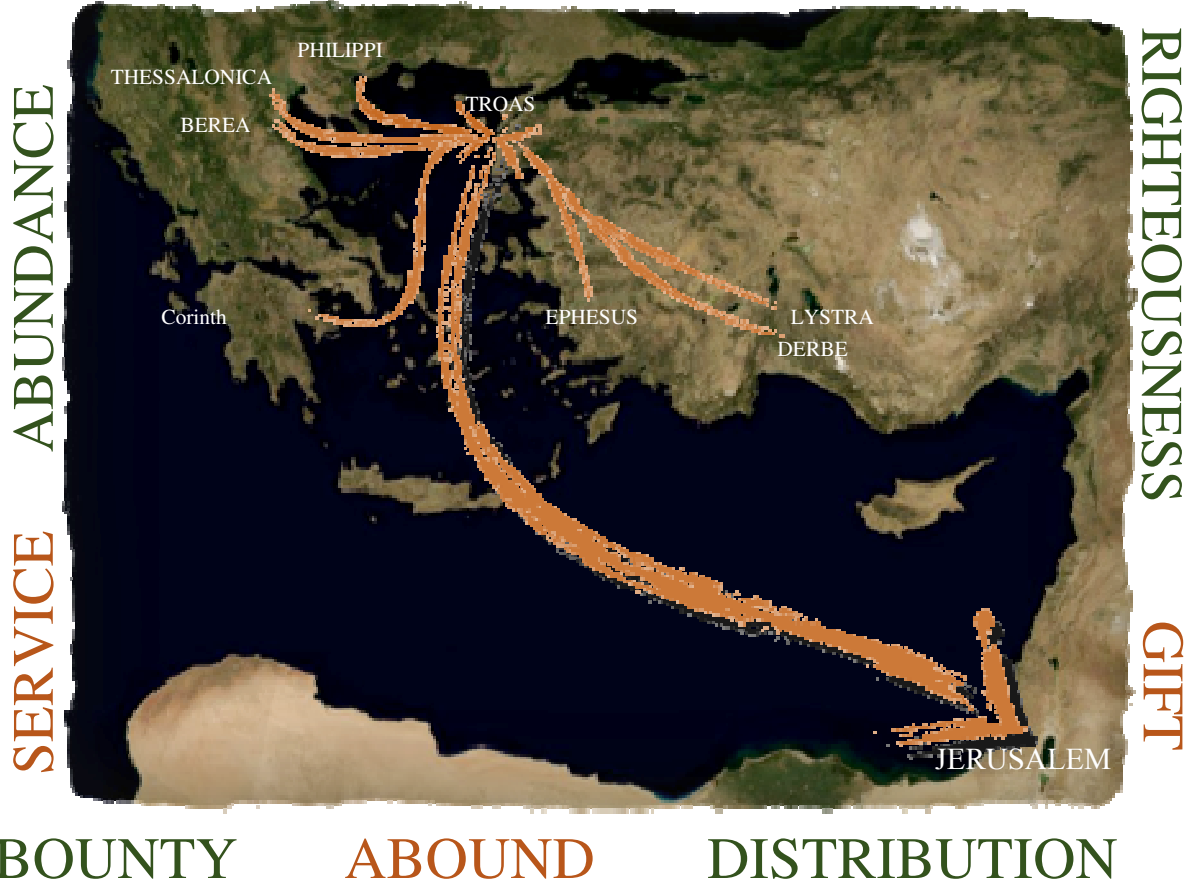 PHILIPPI
THESSALONICA
TROAS
BEREA
Corinth
EPHESUS
LYSTRA
DERBE
JERUSALEM
ABUNDANCE
SERVICE
RIGHTEOUSNESS
GIFT
BOUNTY
ABOUND
DISTRIBUTION